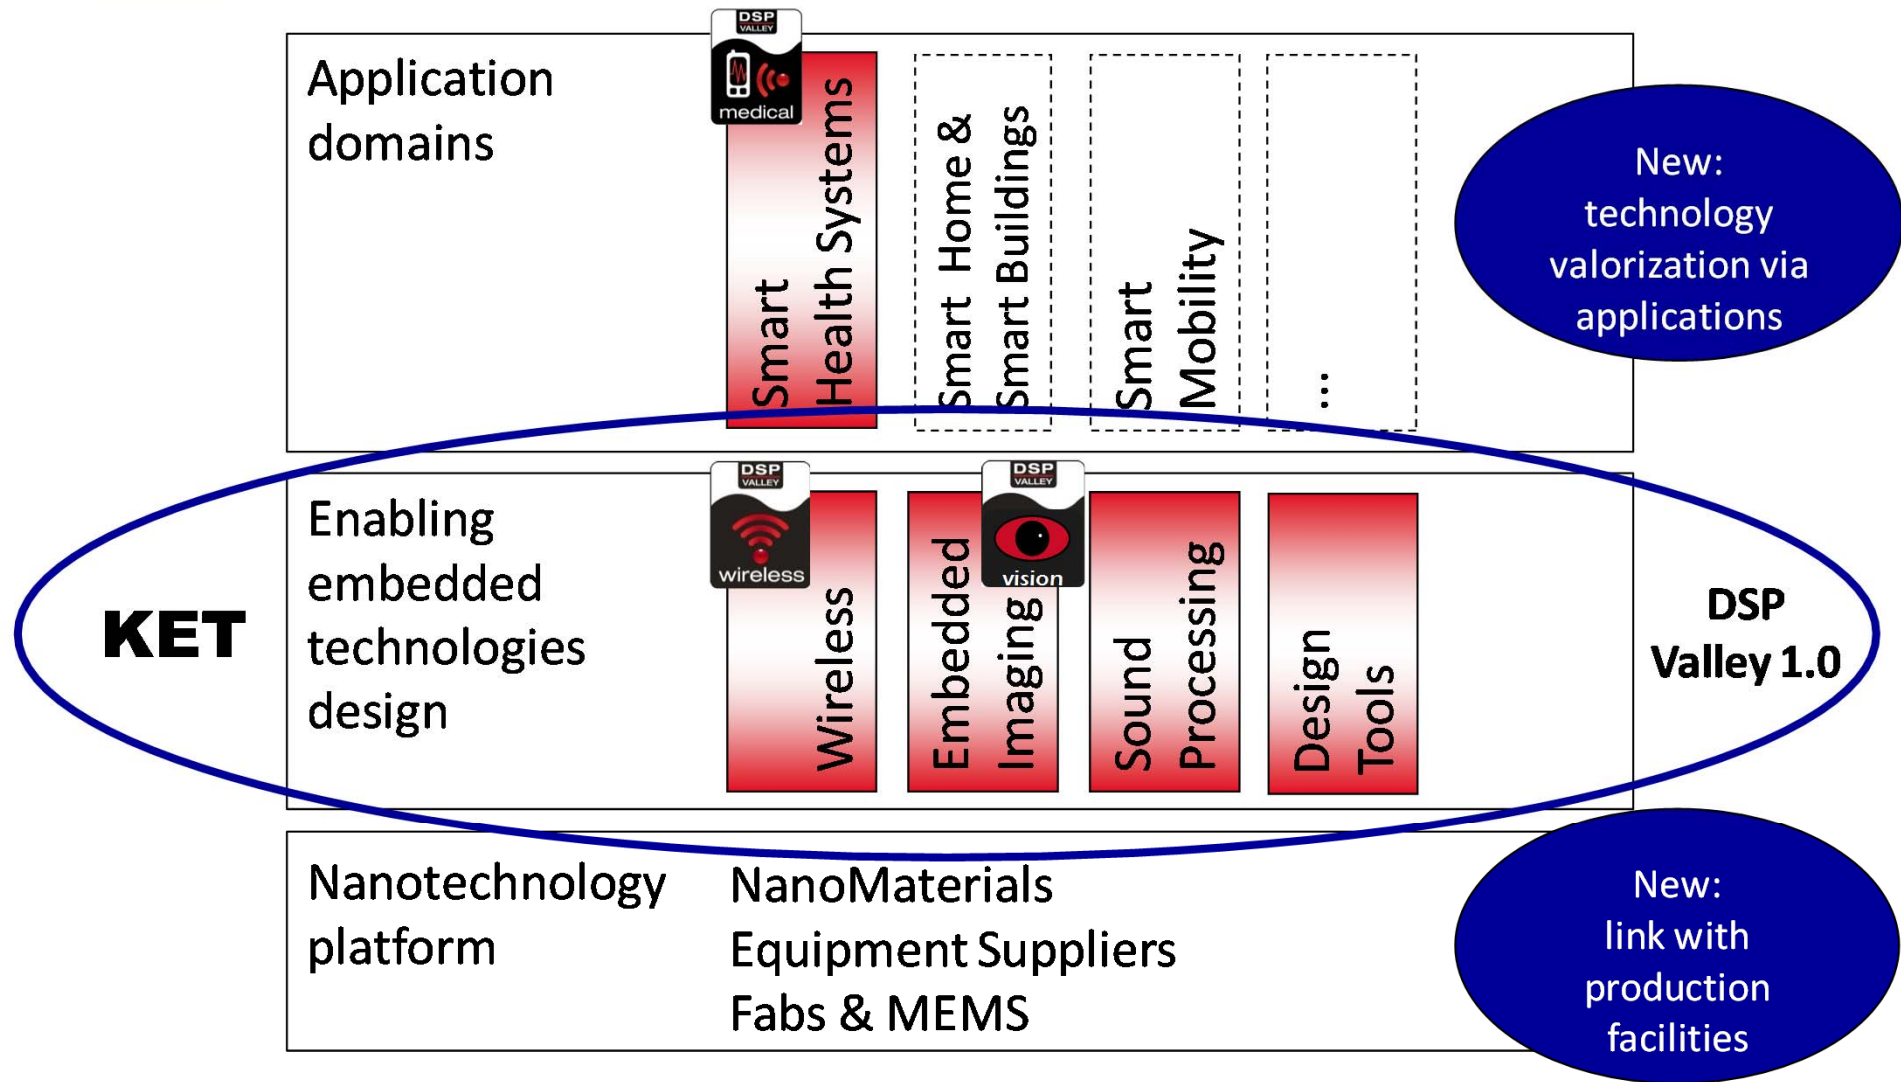 Application
domains
DSP
VALLEY
medical
Smart
Health Systems
Smart Home &
Smart Buildings
Smart
Mobility
...
New:
technology
valorization via
applications
KET
Enabling
embedded
technologies
design
DSP
VALLEY
wireless
Wireless
Embedded
Imaging
DSP
VALLEY
vision
Sound
Processing
Design
Tools
DSP
Valley 1.0
Nanotechnology
platform
NanoMaterials
Equipment Suppliers
Fabs & MEMS
New:
link with
production
facilities